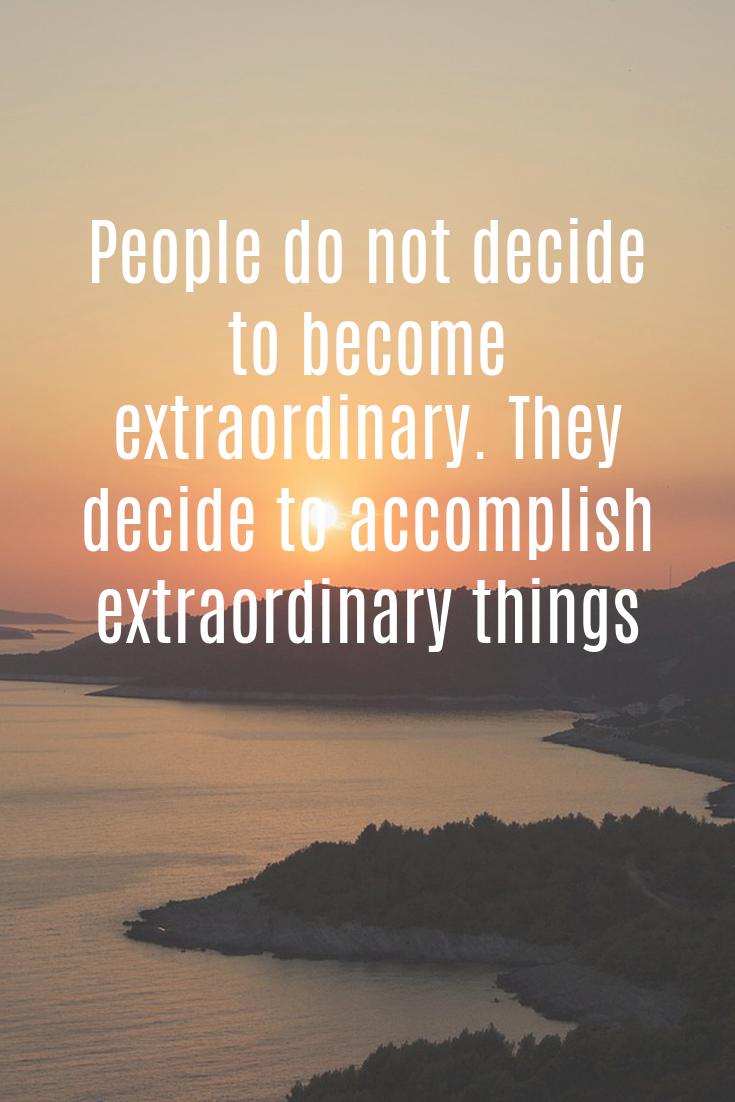 People do not decide
to become
extraordinary. They
decide to accomplish
extraordinary things